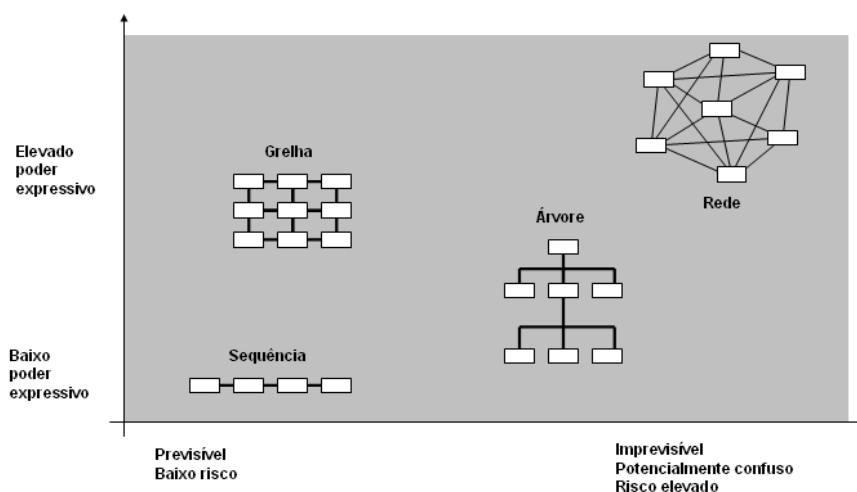 Elevado
poder
expressivo
Grelha
Rede
Árvore
Baixo
poder
expressivo
Sequência
Previsível
Baixo risco
Imprevisível
Potencialmente confuso
Risco elevado